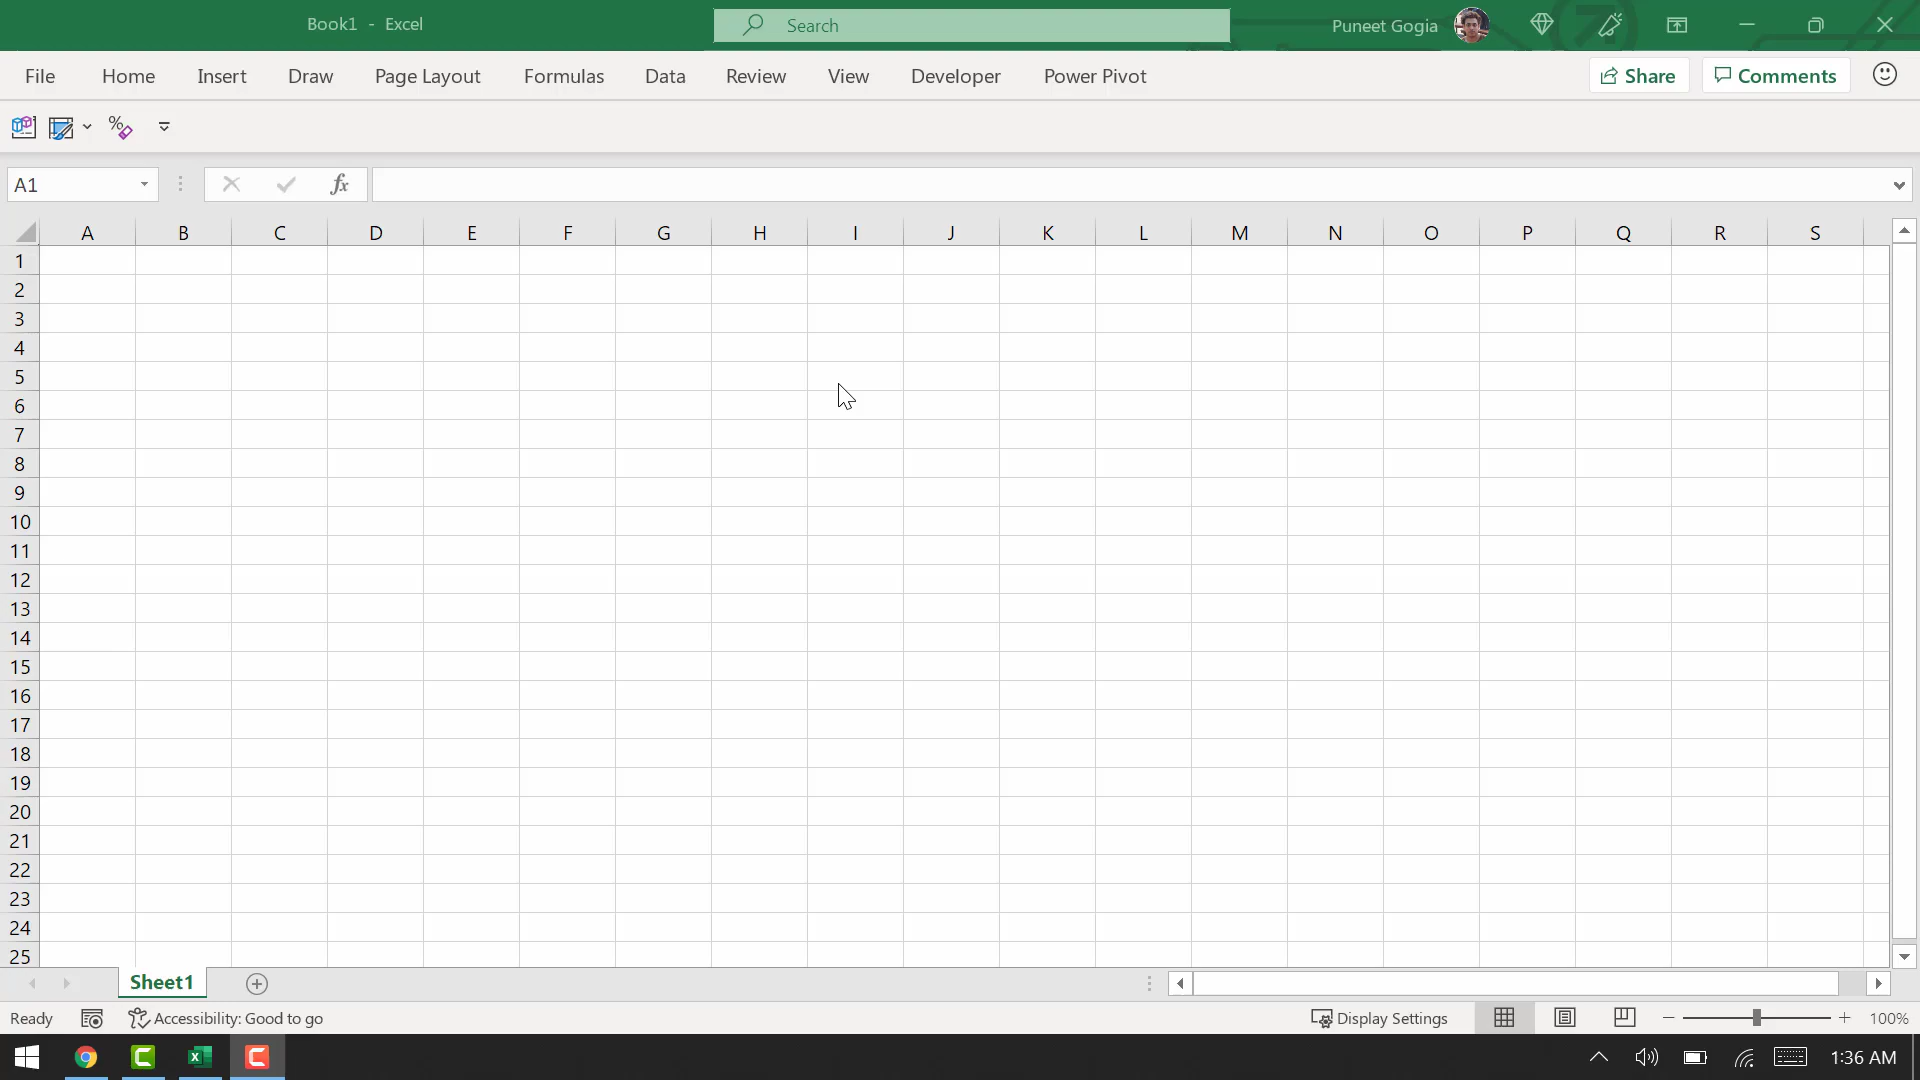 Book1 - Excel
Search
Puneet Gogia
File Home Insert Draw Page Layout Formulas Data Review View Developer Power Pivot
Share
Comments
A1
fx
A B C D E F G H I J K L M N O P Q R S
1
2
3
4
5
6
7
8
9
10
11
12
13
14
15
16
17
18
19
20
21
22
23
24
25
Sheet1
Ready
Accessibility: Good to go
Display Settings
100%
1:36 AM